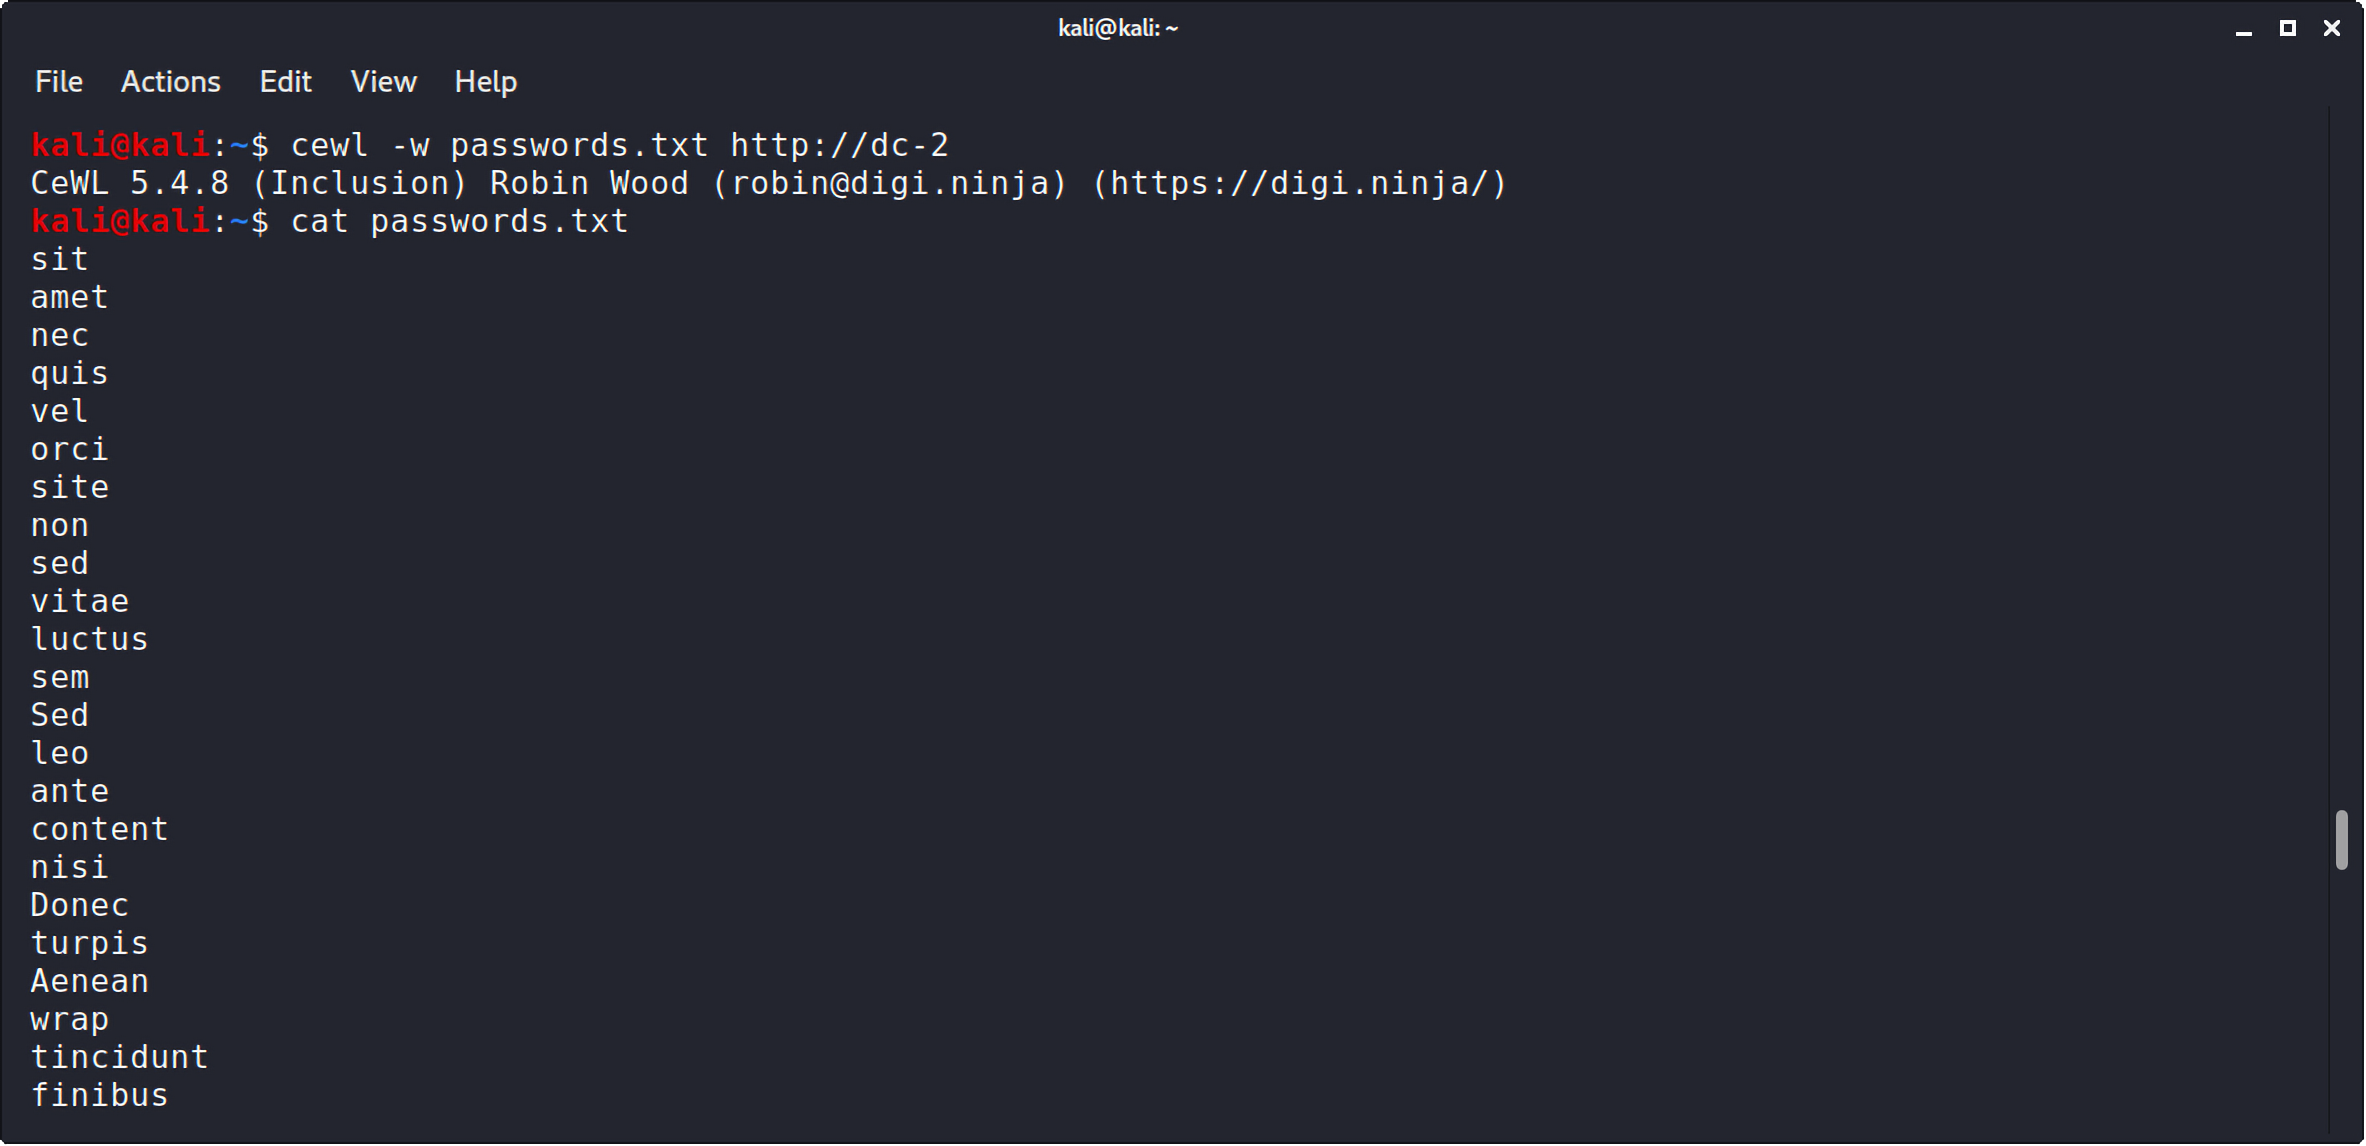 kali@kali: ~
File Actions Edit View Help
kali@kali:~$ cewl -w passwords.txt http://dc-2
CeWL 5.4.8 (Inclusion) Robin Wood (robin@digi.ninja) (https://digi.ninja/)
kali@kali:~$ cat passwords.txt
sit
amet
nec
quis
vel
orci
site
non
sed
vitae
luctus
sem
Sed
leo
ante
content
nisi
Donec
turpis
Aenean
wrap
tincidunt
finibus